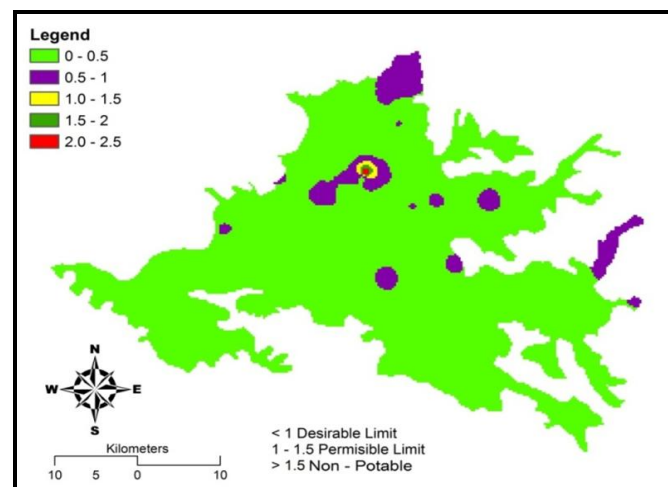 Legend
0 - 0.5
0.5 - 1
1.0 - 1.5
1.5 - 2
2.0 - 2.5
N
W E
S
Kilometers
10 5 0 10
< 1 Desirable Limit
1 - 1.5 Permisible Limit
> 1.5 Non - Potable